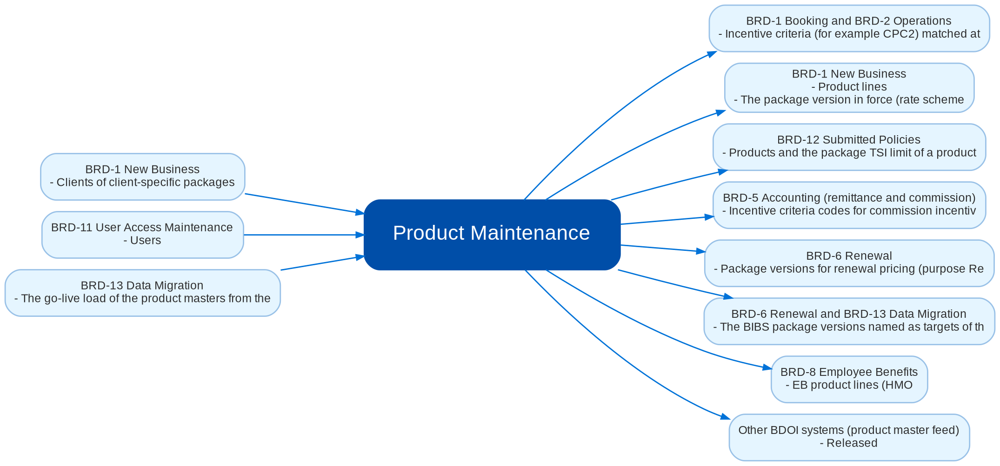 BRD-1 New Business
- Clients of client-specific packages
BRD-11 User Access Maintenance
- Users
BRD-13 Data Migration
- The go-live load of the product masters from the
Product Maintenance
BRD-1 Booking and BRD-2 Operations
- Incentive criteria (for example CPC2) matched at
BRD-1 New Business
- Product lines
- The package version in force (rate scheme
BRD-12 Submitted Policies
- Products and the package TSI limit of a product
BRD-5 Accounting (remittance and commission)
- Incentive criteria codes for commission incentiv
BRD-6 Renewal
- Package versions for renewal pricing (purpose Re
BRD-6 Renewal and BRD-13 Data Migration
- The BIBS package versions named as targets of th
BRD-8 Employee Benefits
- EB product lines (HMO
Other BDOI systems (product master feed)
- Released